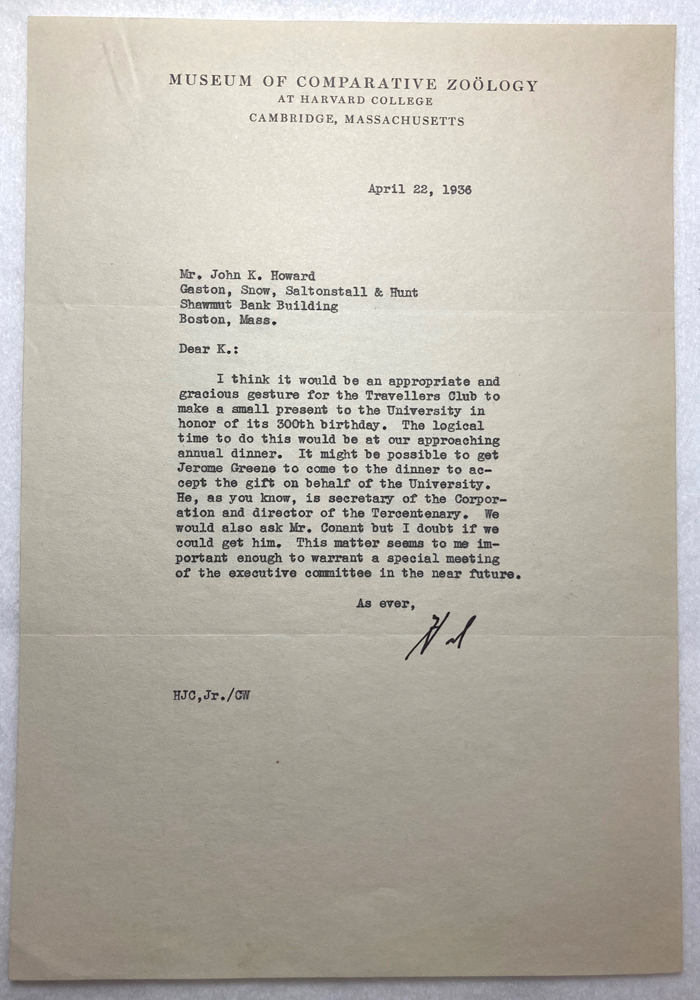 MUSEUM OF COMPARATIVE ZOÖLOGY
AT HARVARD COLLEGE
CAMBRIDGE, MASSACHUSETTS
April 22, 1936
Mr. John K. Howard
Gaston, Snow, Saltonstall & Hunt
Shawmut Bank Building
Boston, Mass.
Dear K.:
I think it would be an appropriate and
gracious gesture for the Travellers Club to
make a small present to the University in
honor of its 300th birthday. The logical
time to do this would be at our approaching
annual dinner. It might be possible to get
Jerome Greene to come to the dinner to ac-
cept the gift on behalf of the University.
He, as you know, is secretary of the Corpor-
ation and director of the Tercentenary. We
would also ask Mr. Conant but I doubt if we
could get him. This matter seems to me im-
portant enough to warrant a special meeting
of the executive committee in the near future.
As ever,
Hal
HJC,Jr./CW